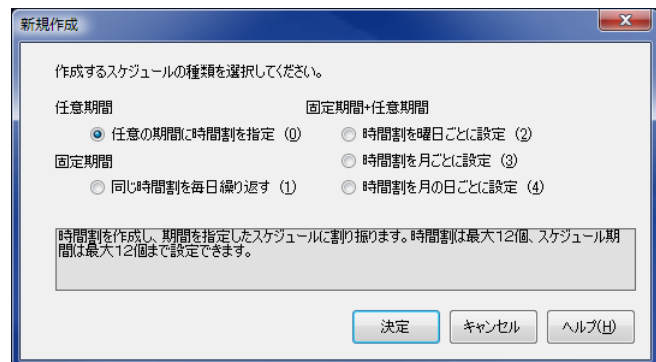 新規作成
作成するスケジュールの種類を選択してください。
任意期間
任意の期間に時間割を指定 (0)
固定期間
同じ時間割を毎日繰り返す (1)
固定期間+任意期間
時間割を曜日ごとに設定 (2)
時間割を月ごとに設定 (3)
時間割を月の日ごとに設定 (4)
時間割を作成し、期間を指定したスケジュールに割り振ります。時間割は最大12個、スケジュール期
間は最大12個まで設定できます。
決定
キャンセル
ヘルプ(H)